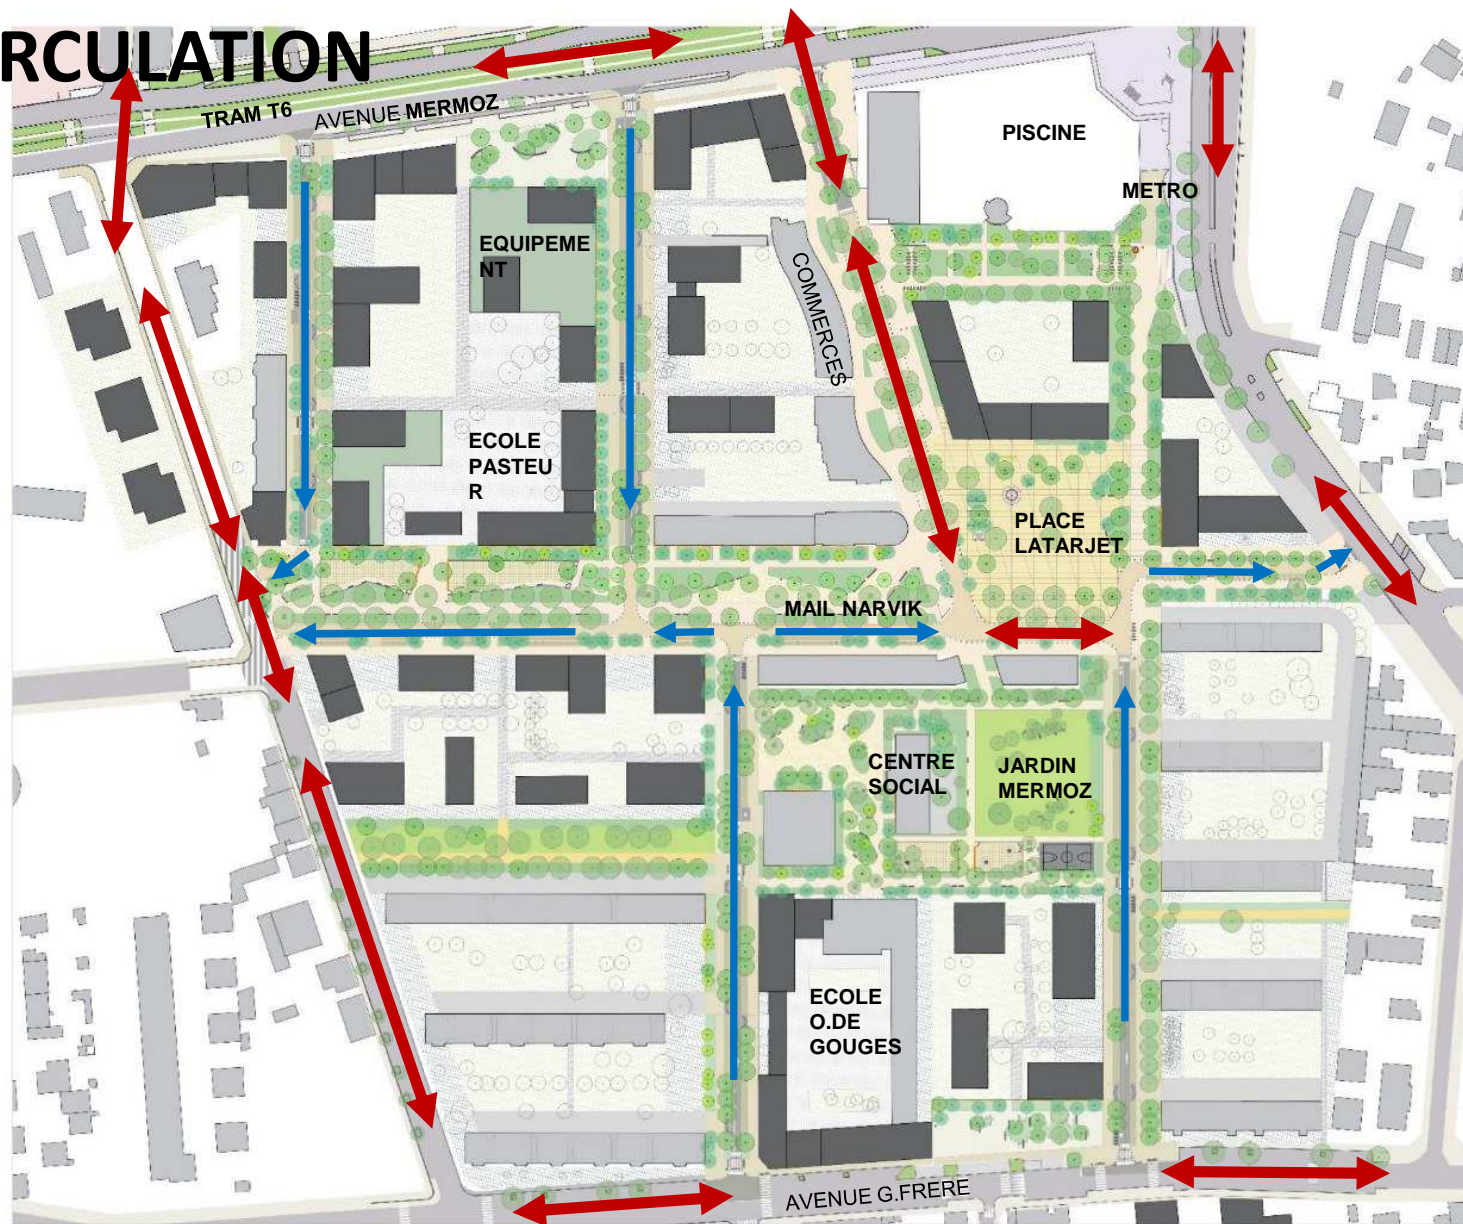 RCULATION
TRAM T6
AVENUE MERMOZ
PISCINE
METRO
EQUIPEME
NT
COMMERCES
ECOLE
PASTEU
R
PLACE
LATARJET
MAIL NARVIK
CENTRE
SOCIAL
JARDIN
MERMOZ
ECOLE
O.DE
GOUGES
AVENUE G.FRERE